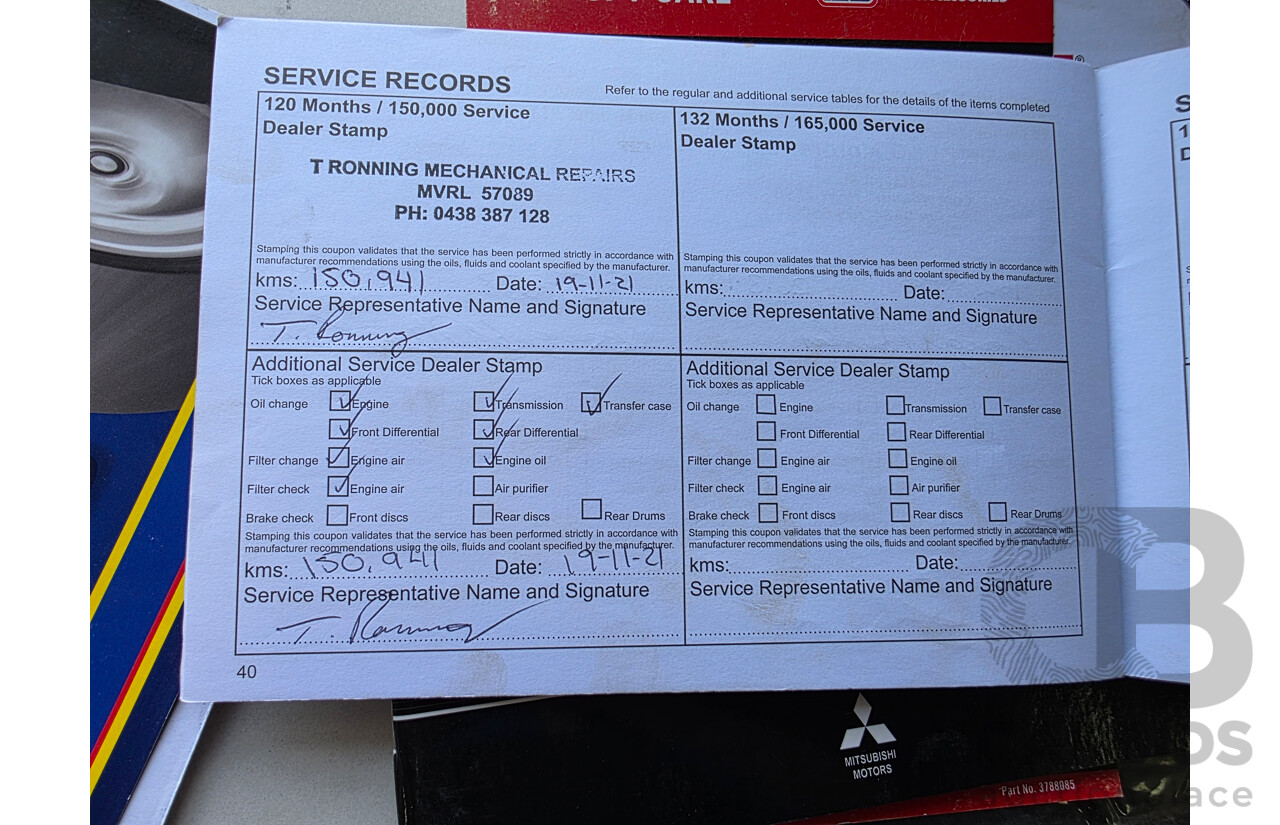 SERVICE RECORDS
Refer to the regular and additional service tables for the details of the items completed
120 Months / 150,000 Service
Dealer Stamp
T RONNING MECHANICAL REPAIRS
MVRL 57089
PH: 0438 387 128
Stamping this coupon validates that the service has been performed strictly in accordance with
manufacturer recommendations using the oils, fluids and coolant specified by the manufacturer.
kms: 150,941 Date: 19-11-21
Service Representative Name and Signature
T. Ronning
Additional Service Dealer Stamp
Tick boxes as applicable
Oil change Engine Transmission Transfer case
Front Differential Rear Differential
Filter change Engine air Engine oil
Filter check Engine air Air purifier
Brake check Front discs Rear discs Rear Drums
Stamping this coupon validates that the service has been performed strictly in accordance with
manufacturer recommendations using the oils, fluids and coolant specified by the manufacturer.
kms: 150,941 Date: 19-11-21
Service Representative Name and Signature
T. Ronning
40
132 Months / 165,000 Service
Dealer Stamp
Stamping this coupon validates that the service has been performed strictly in accordance with
manufacturer recommendations using the oils, fluids and coolant specified by the manufacturer.
kms: Date:
Service Representative Name and Signature
Additional Service Dealer Stamp
Tick boxes as applicable
Oil change Engine Transmission Transfer case
Front Differential Rear Differential
Filter change Engine air Engine oil
Filter check Engine air Air purifier
Brake check Front discs Rear discs Rear Drums
Stamping this coupon validates that the service has been performed strictly in accordance with
manufacturer recommendations using the oils, fluids and coolant specified by the manufacturer.
kms: Date:
Service Representative Name and Signature
MITSUBISHI
MOTORS
Part No. 3788085